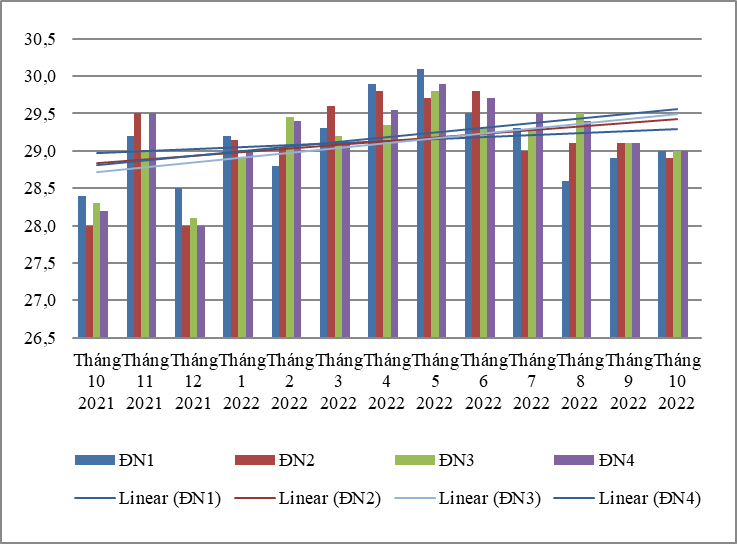 30,5
30,0
29,5
29,0
28,5
28,0
27,5
27,0
26,5
Tháng Tháng Tháng Tháng Tháng Tháng Tháng Tháng Tháng Tháng Tháng Tháng Tháng
10 11 12 1 2 3 4 5 6 7 8 9 10
2021 2021 2021 2022 2022 2022 2022 2022 2022 2022 2022 2022 2022
ĐN1 ĐN2 ĐN3 ĐN4
Linear (ĐN1) Linear (ĐN2) Linear (ĐN3) Linear (ĐN4)